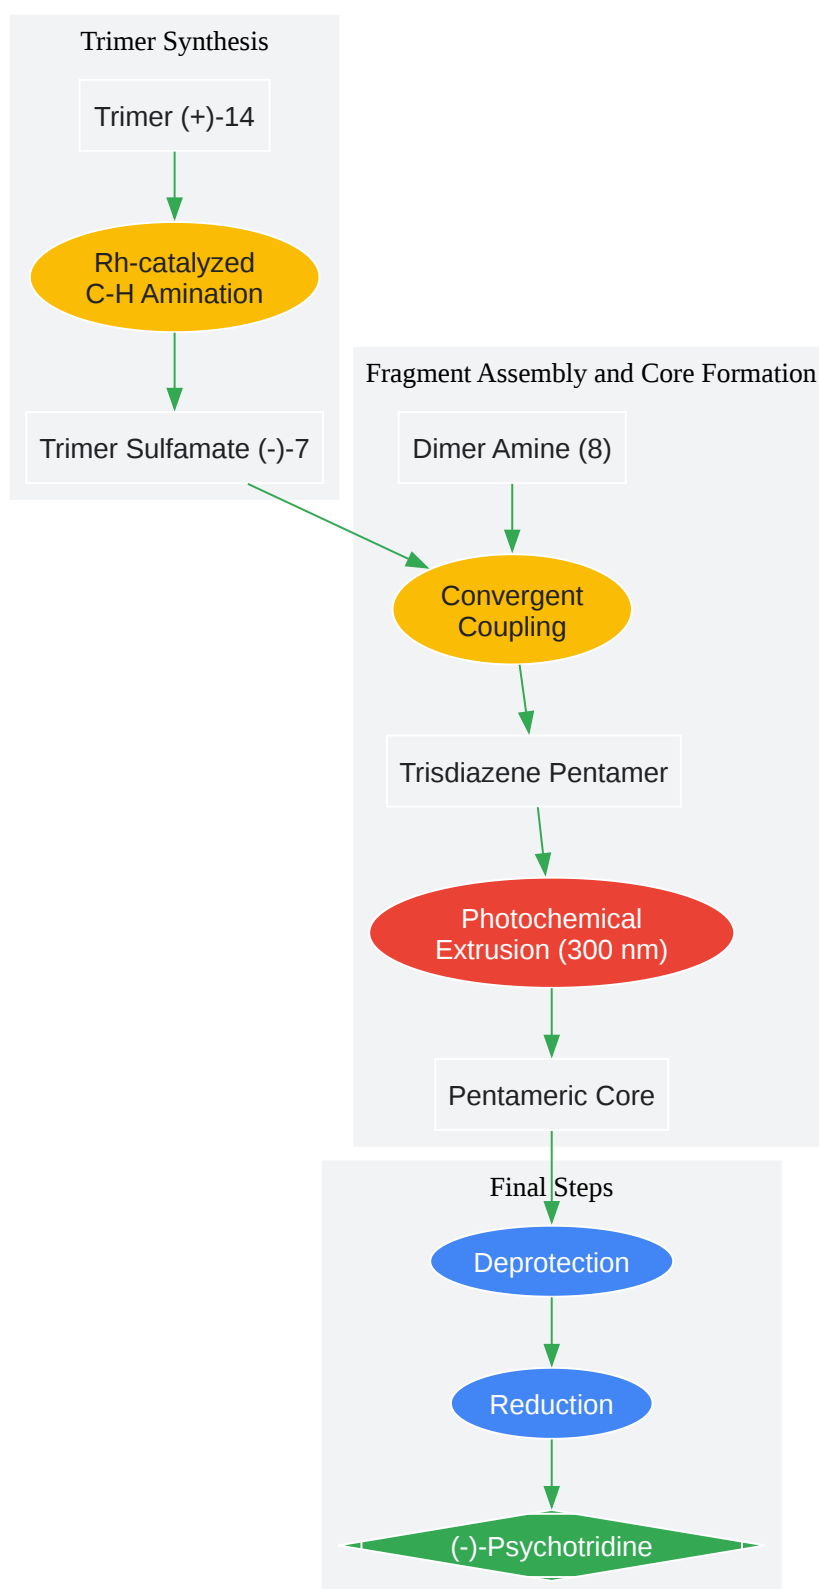 Trimer Synthesis
Trimer (+)-14
Rh-catalyzed
C-H Amination
Trimer Sulfamate (-)-7
Fragment Assembly and Core Formation
Dimer Amine (8)
Convergent
Coupling
Trisdiazene Pentamer
Photochemical
Extrusion (300 nm)
Pentameric Core
Final Steps
Deprotection
Reduction
(-)-Psychotridine